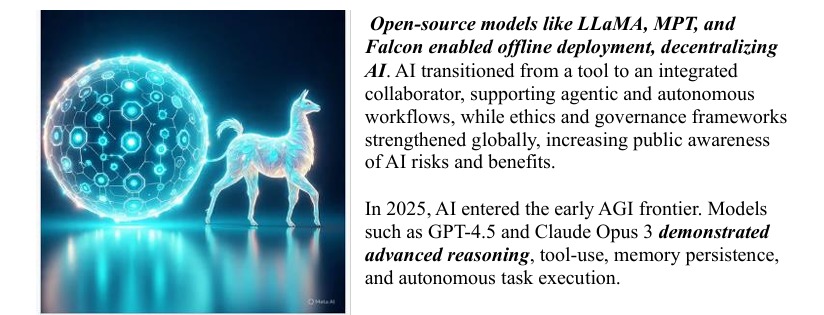 Open-source models like LLaMA, MPT, and
Falcon enabled offline deployment, decentralizing
AI. AI transitioned from a tool to an integrated
collaborator, supporting agentic and autonomous
workflows, while ethics and governance frameworks
strengthened globally, increasing public awareness
of AI risks and benefits.
In 2025, AI entered the early AGI frontier. Models
such as GPT-4.5 and Claude Opus 3 demonstrated
advanced reasoning, tool-use, memory persistence,
and autonomous task execution.
Meta AI